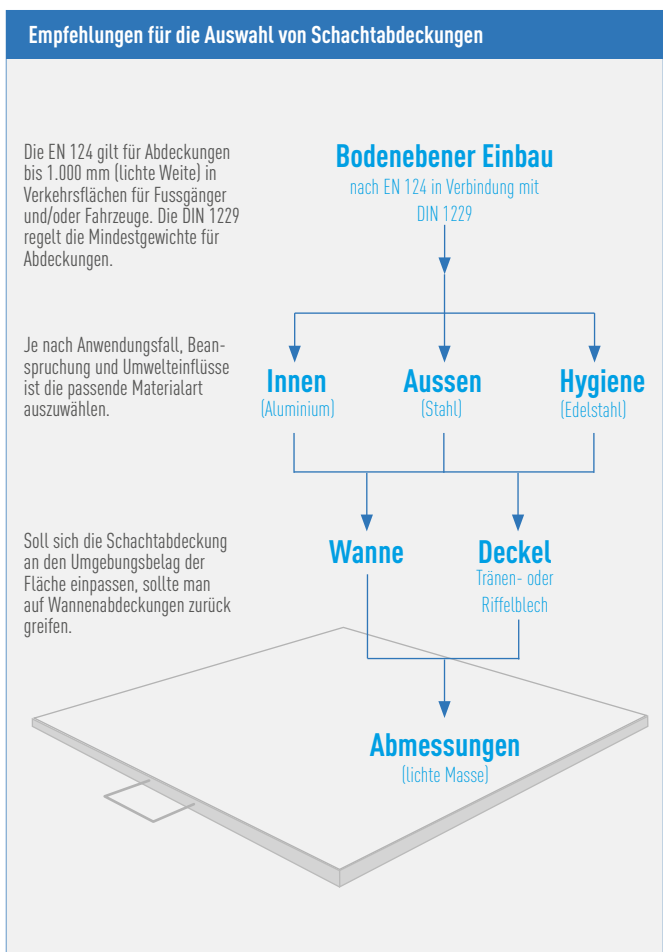 Empfehlungen für die Auswahl von Schachtabdeckungen
Die EN 124 gilt für Abdeckungen
bis 1.000 mm (lichte Weite) in
Verkehrsflächen für Fussgänger
und/oder Fahrzeuge. Die DIN 1229
regelt die Mindestgewichte für
Abdeckungen.
Bodenebener Einbau
nach EN 124 in Verbindung mit
DIN 1229
Je nach Anwendungsfall, Bean-
spruchung und Umwelteinflüsse
ist die passende Materialart
auszuwählen.
Innen
(Aluminium)
Aussen
(Stahl)
Hygiene
(Edelstahl)
Soll sich die Schachtabdeckung
an den Umgebungsbelag der
Fläche einpassen, sollte man
auf Wannenabdeckungen zurück
greifen.
Wanne
Deckel
Tränen- oder
Riffelblech
Abmessungen
(lichte Masse)